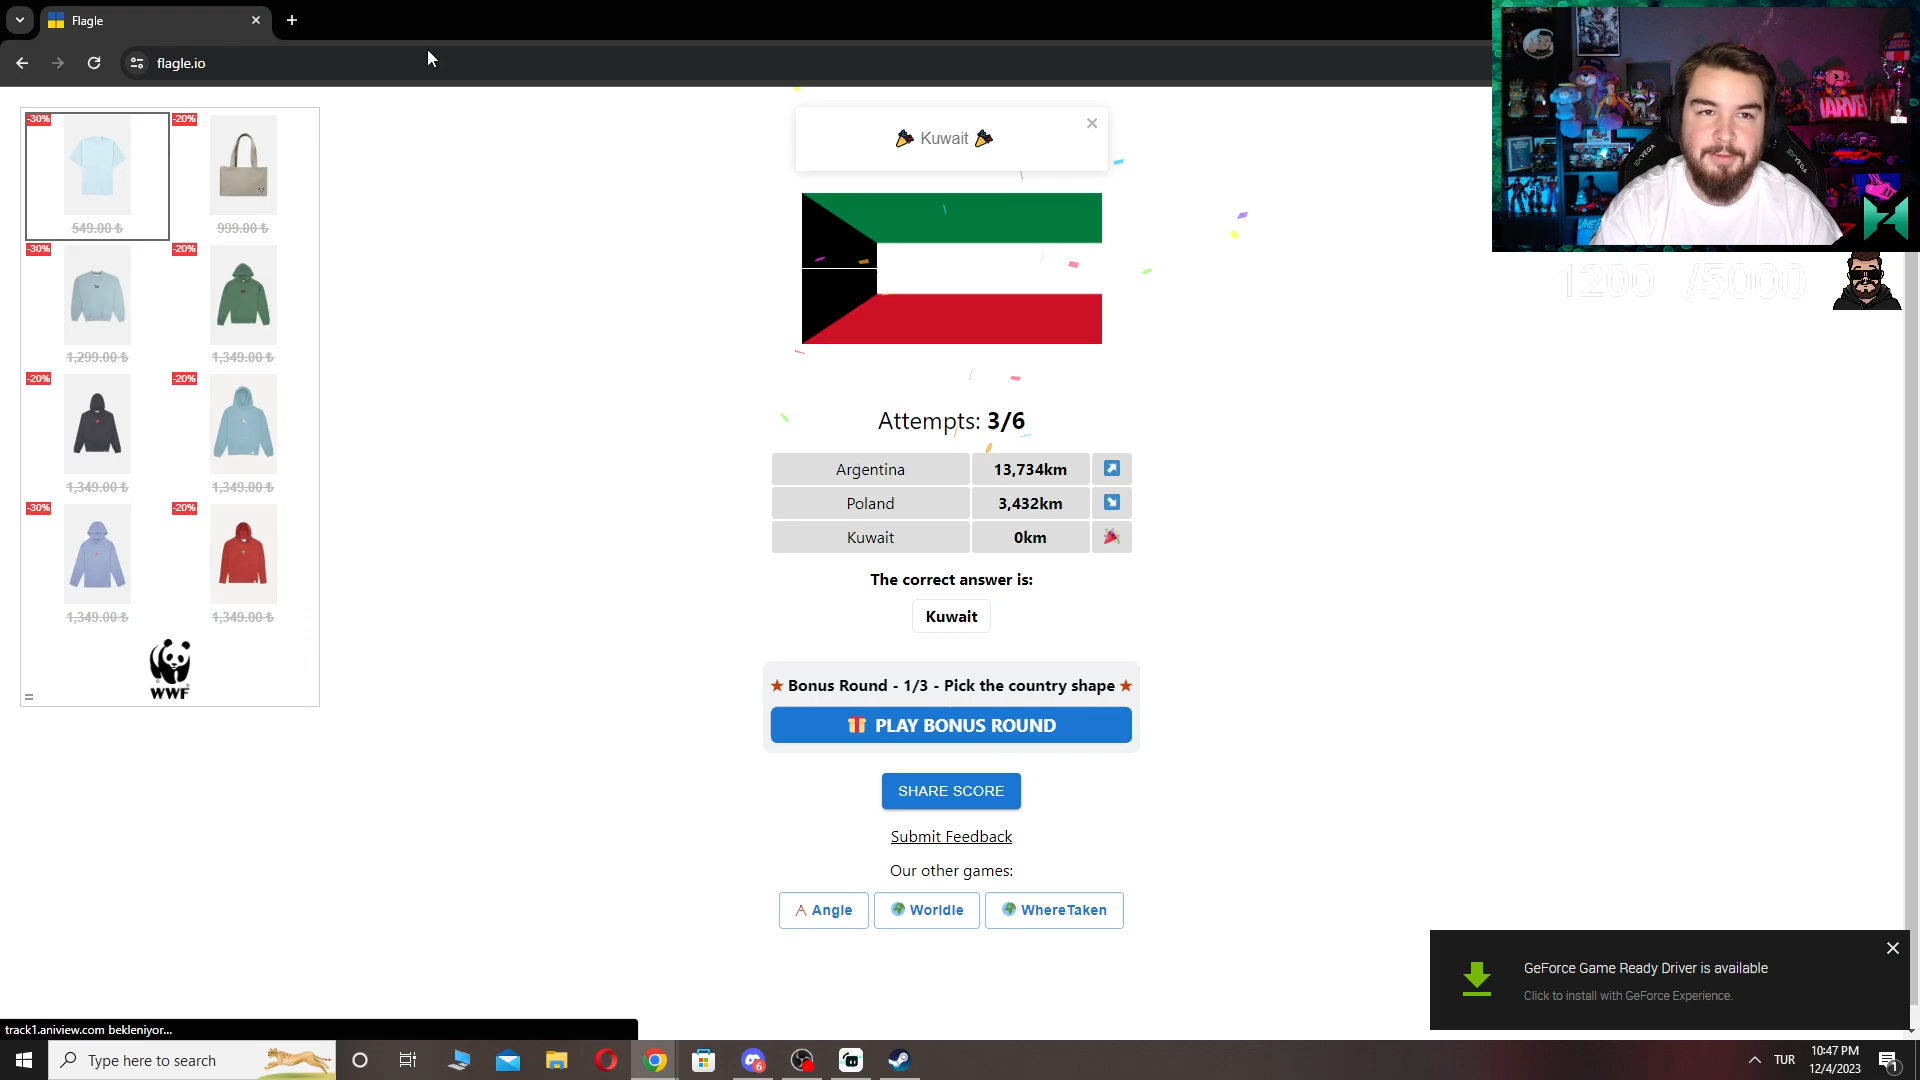 Flagle
flagle.io
-30%
-20%
549.00 ₺
999.00 ₺
-30%
-20%
1,299.00 ₺
1,349.00 ₺
-20%
-20%
1,349.00 ₺
1,349.00 ₺
-30%
-20%
1,349.00 ₺
1,349.00 ₺
WWF
Kuwait
Attempts: 3/6
Argentina 13,734km
Poland 3,432km
Kuwait 0km
The correct answer is:
Kuwait
Bonus Round - 1/3 - Pick the country shape
PLAY BONUS ROUND
SHARE SCORE
Submit Feedback
Our other games:
Angle
Worldle
WhereTaken
MARVEL
VEGA
VEGA
1200 /5000
GeForce Game Ready Driver is available
Click to install with GeForce Experience.
track1.aniview.com bekleniyor...
Type here to search
6
TUR
10:47 PM
12/4/2023
1